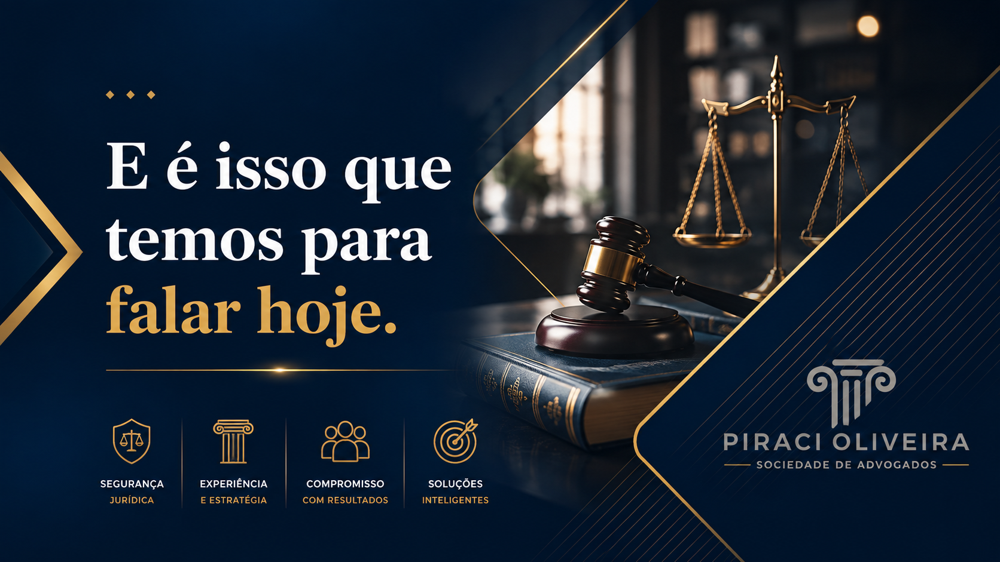 E é isso que
temos para
falar hoje.
SEGURANÇA
JURÍDICA
EXPERIÊNCIA
E ESTRATÉGIA
COMPROMISSO
COM RESULTADOS
SOLUÇÕES
INTELIGENTES
PIRACI OLIVEIRA
SOCIEDADE DE ADVOGADOS